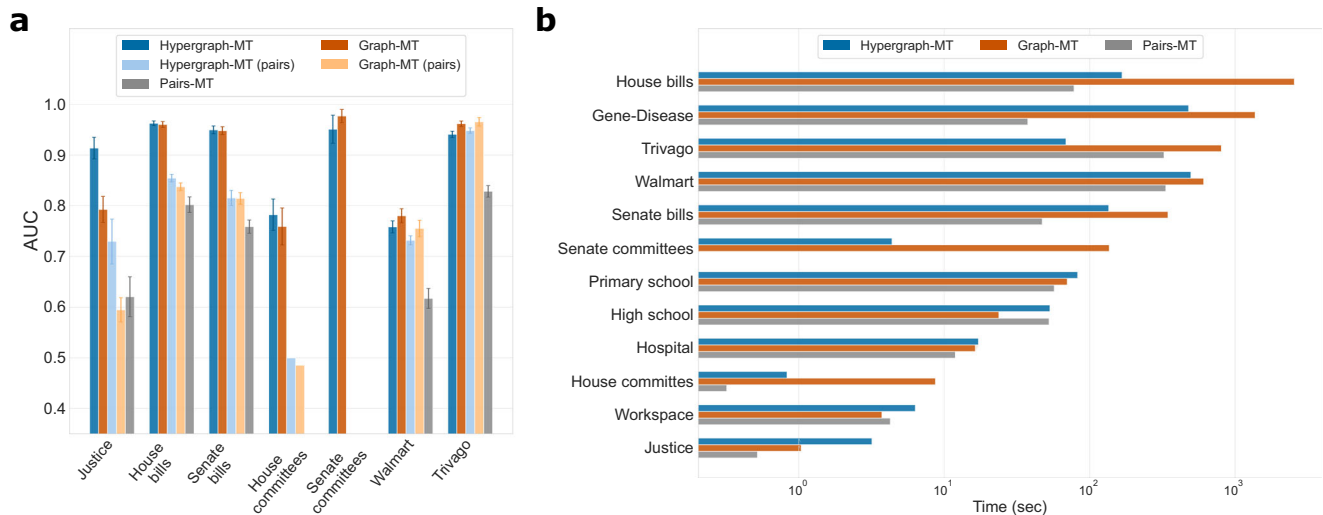 a
Hypergraph-MT
Graph-MT
Hypergraph-MT (pairs)
Graph-MT (pairs)
Pairs-MT
AUC
1.0
0.9
0.8
0.7
0.6
0.5
0.4
Justice
House
bills
Senate
bills
House
committees
Senate
committees
Walmart
Trivago
b
Hypergraph-MT
Graph-MT
Pairs-MT
House bills
Gene-Disease
Trivago
Walmart
Senate bills
Senate committees
Primary school
High school
Hospital
House committes
Workspace
Justice
10⁰
10¹
10²
10³
Time (sec)